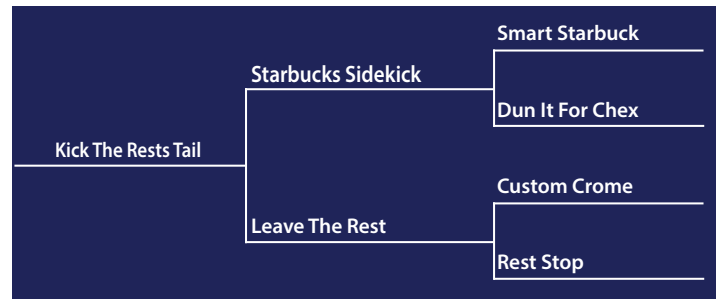 Smart Starbuck
Starbucks Sidekick
Dun It For Chex
Kick The Rests Tail
Custom Crome
Leave The Rest
Rest Stop